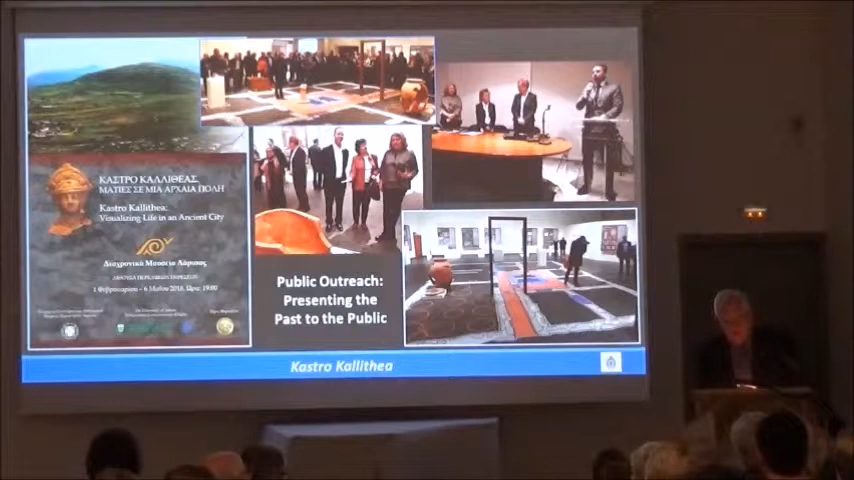 ΚΑΣΤΡΟ ΚΑΛΛΙΘΕΑΣ
ΜΑΤΙΕΣ ΣΕ ΜΙΑ ΑΡΧΑΙΑ ΠΟΛΗ
Kastro Kallithea:
Visualizing Life in an Ancient City
Διαχρονικό Μουσείο Λάρισας
Public Outreach:
Presenting the
Past to the Public
Kastro Kallithea